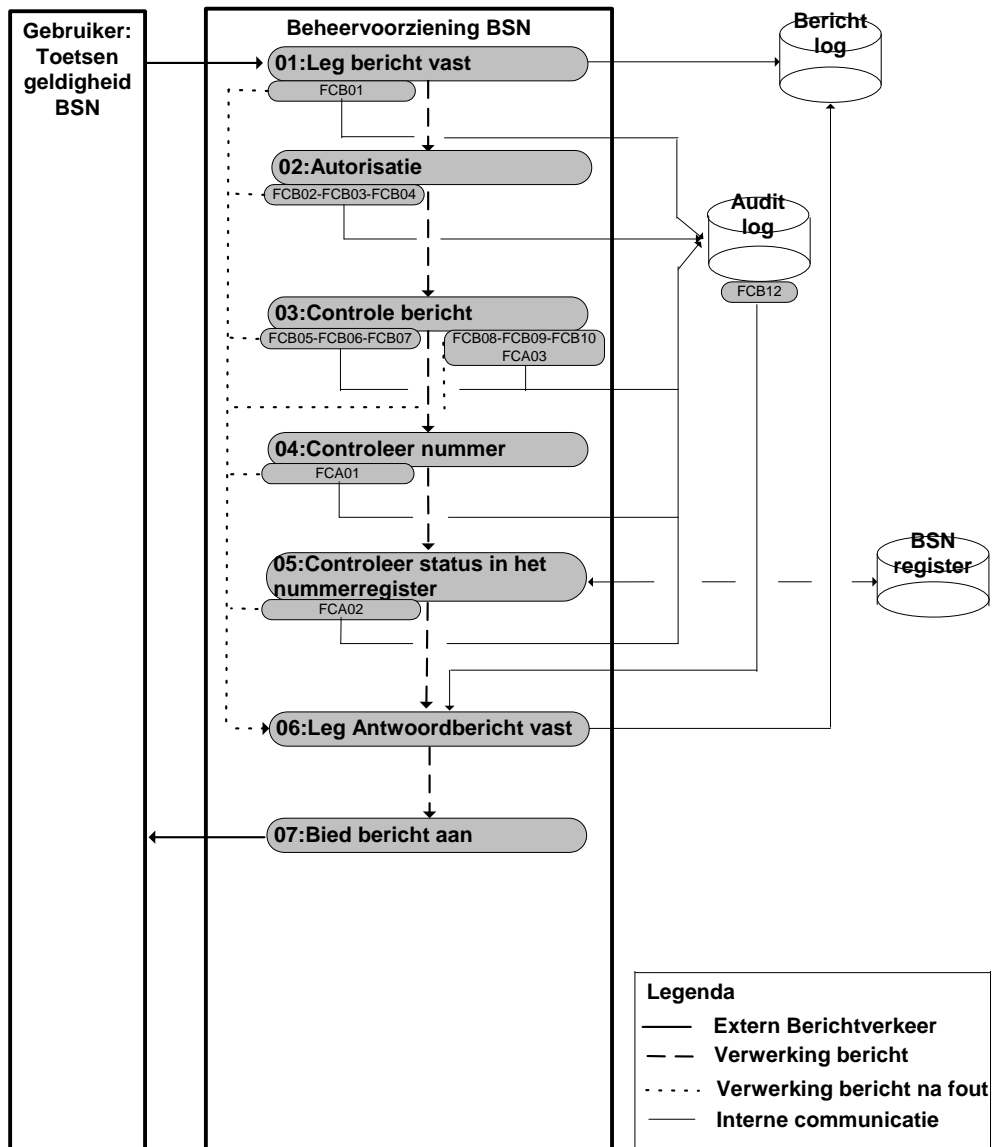 Gebruiker:
Toetsen
geldigheid
BSN
Beheervoorziening BSN
Bericht
log
01:Leg bericht vast
FCB01
02:Autorisatie
FCB02-FCB03-FCB04
Audit
log
FCB12
03:Controle bericht
FCB05-FCB06-FCB07
FCB08-FCB09-FCB10
FCA03
04:Controleer nummer
FCA01
05:Controleer status in het
nummerregister
FCA02
BSN
register
06:Leg Antwoordbericht vast
07:Bied bericht aan
Legenda
Extern Berichtverkeer
Verwerking bericht
Verwerking bericht na fout
Interne communicatie